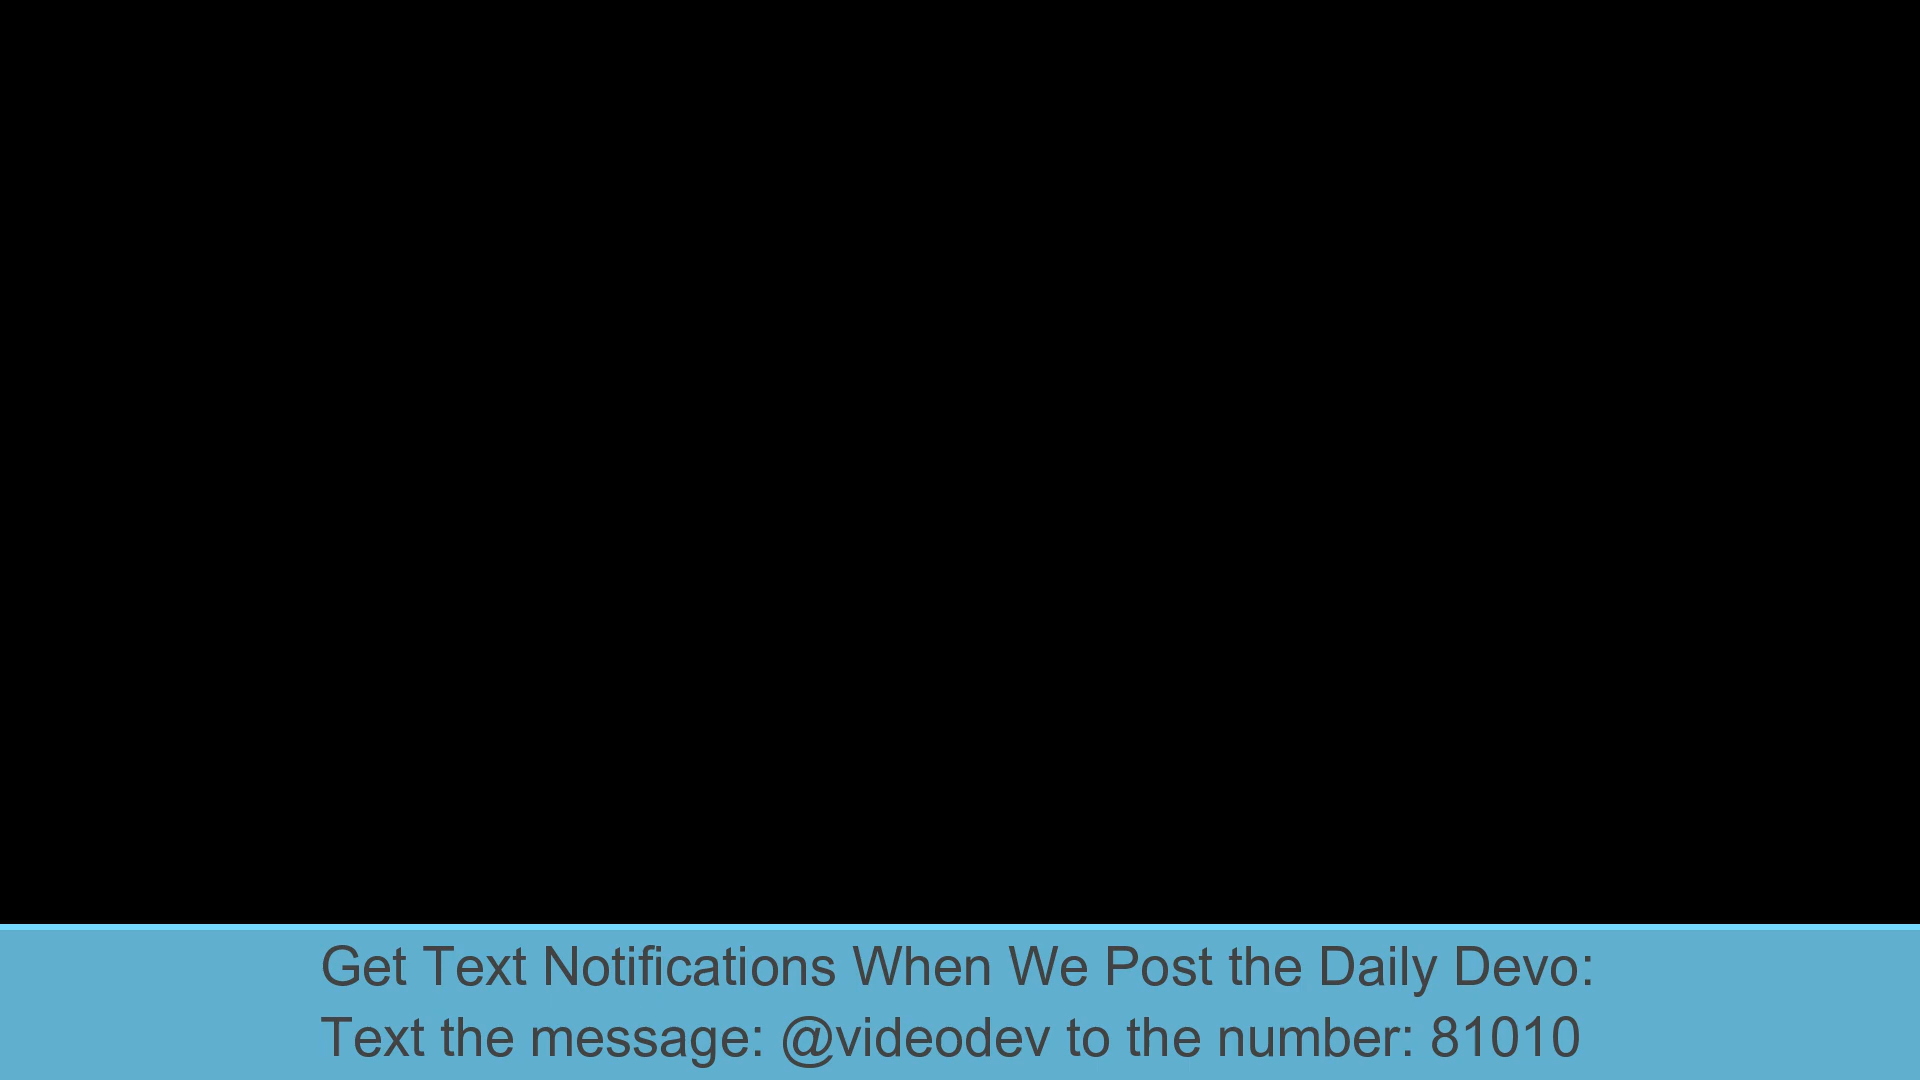 Get Text Notifications When We Post the Daily Devo:
Text the message: @videodev to the number: 81010